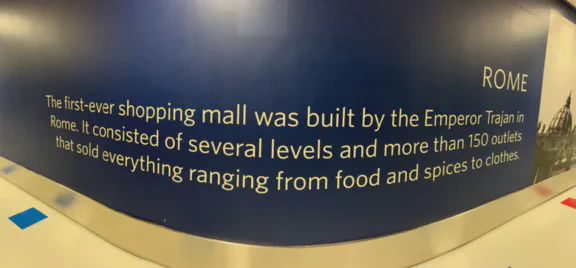 ROME
The first-ever shopping mall was built by the Emperor Trajan in
Rome. It consisted of several levels and more than 150 outlets
that sold everything ranging from food and spices to clothes.